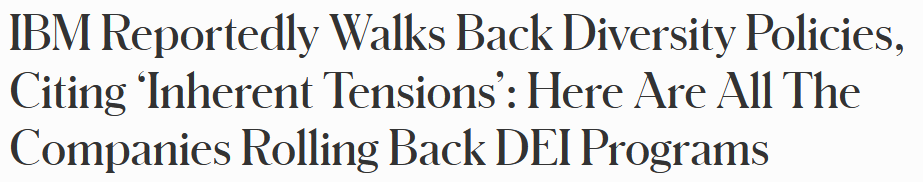 IBM Reportedly Walks Back Diversity Policies,
Citing ‘Inherent Tensions’: Here Are All The
Companies Rolling Back DEI Programs